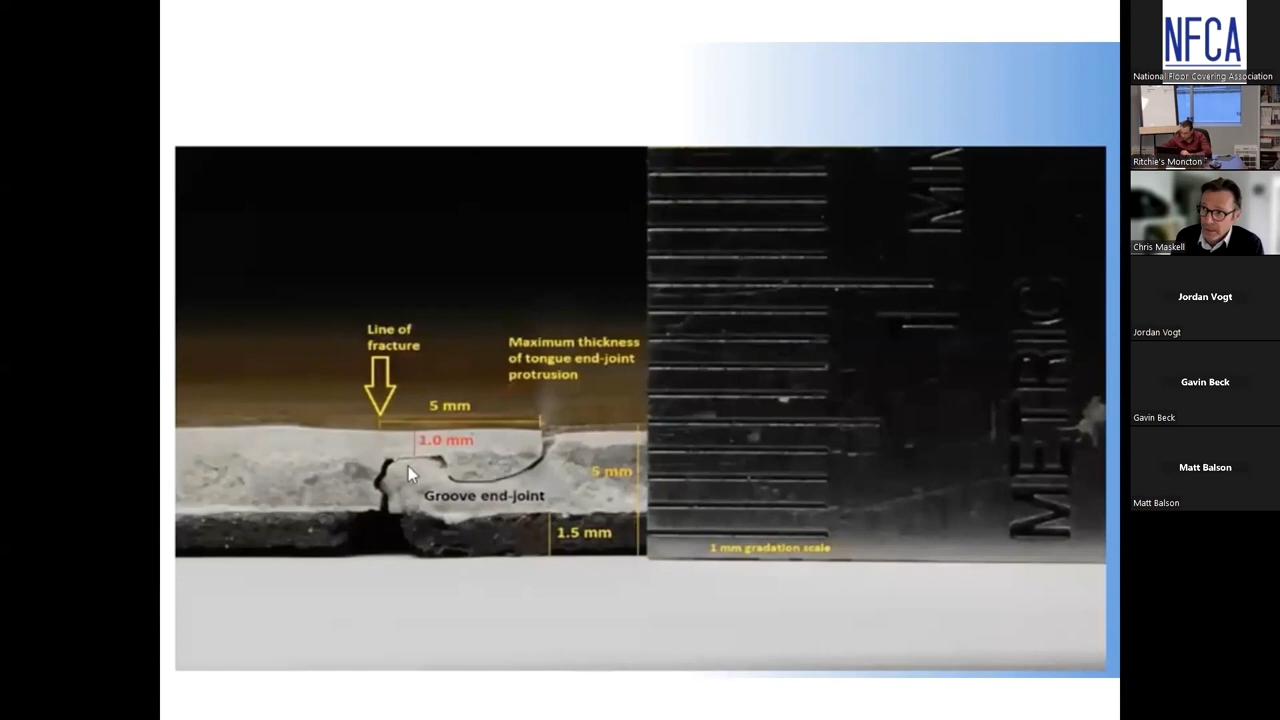 Line of
fracture
Maximum thickness
of tongue end-joint
protrusion
5 mm
1.0 mm
5 mm
Groove end-joint
1.5 mm
1 mm gradation scale
METRIC
NFCA
National Floor Covering Association
Ritchie's Moncton
Chris Maskell
Jordan Vogt
Jordan Vogt
Gavin Beck
Gavin Beck
Matt Balson
Matt Balson